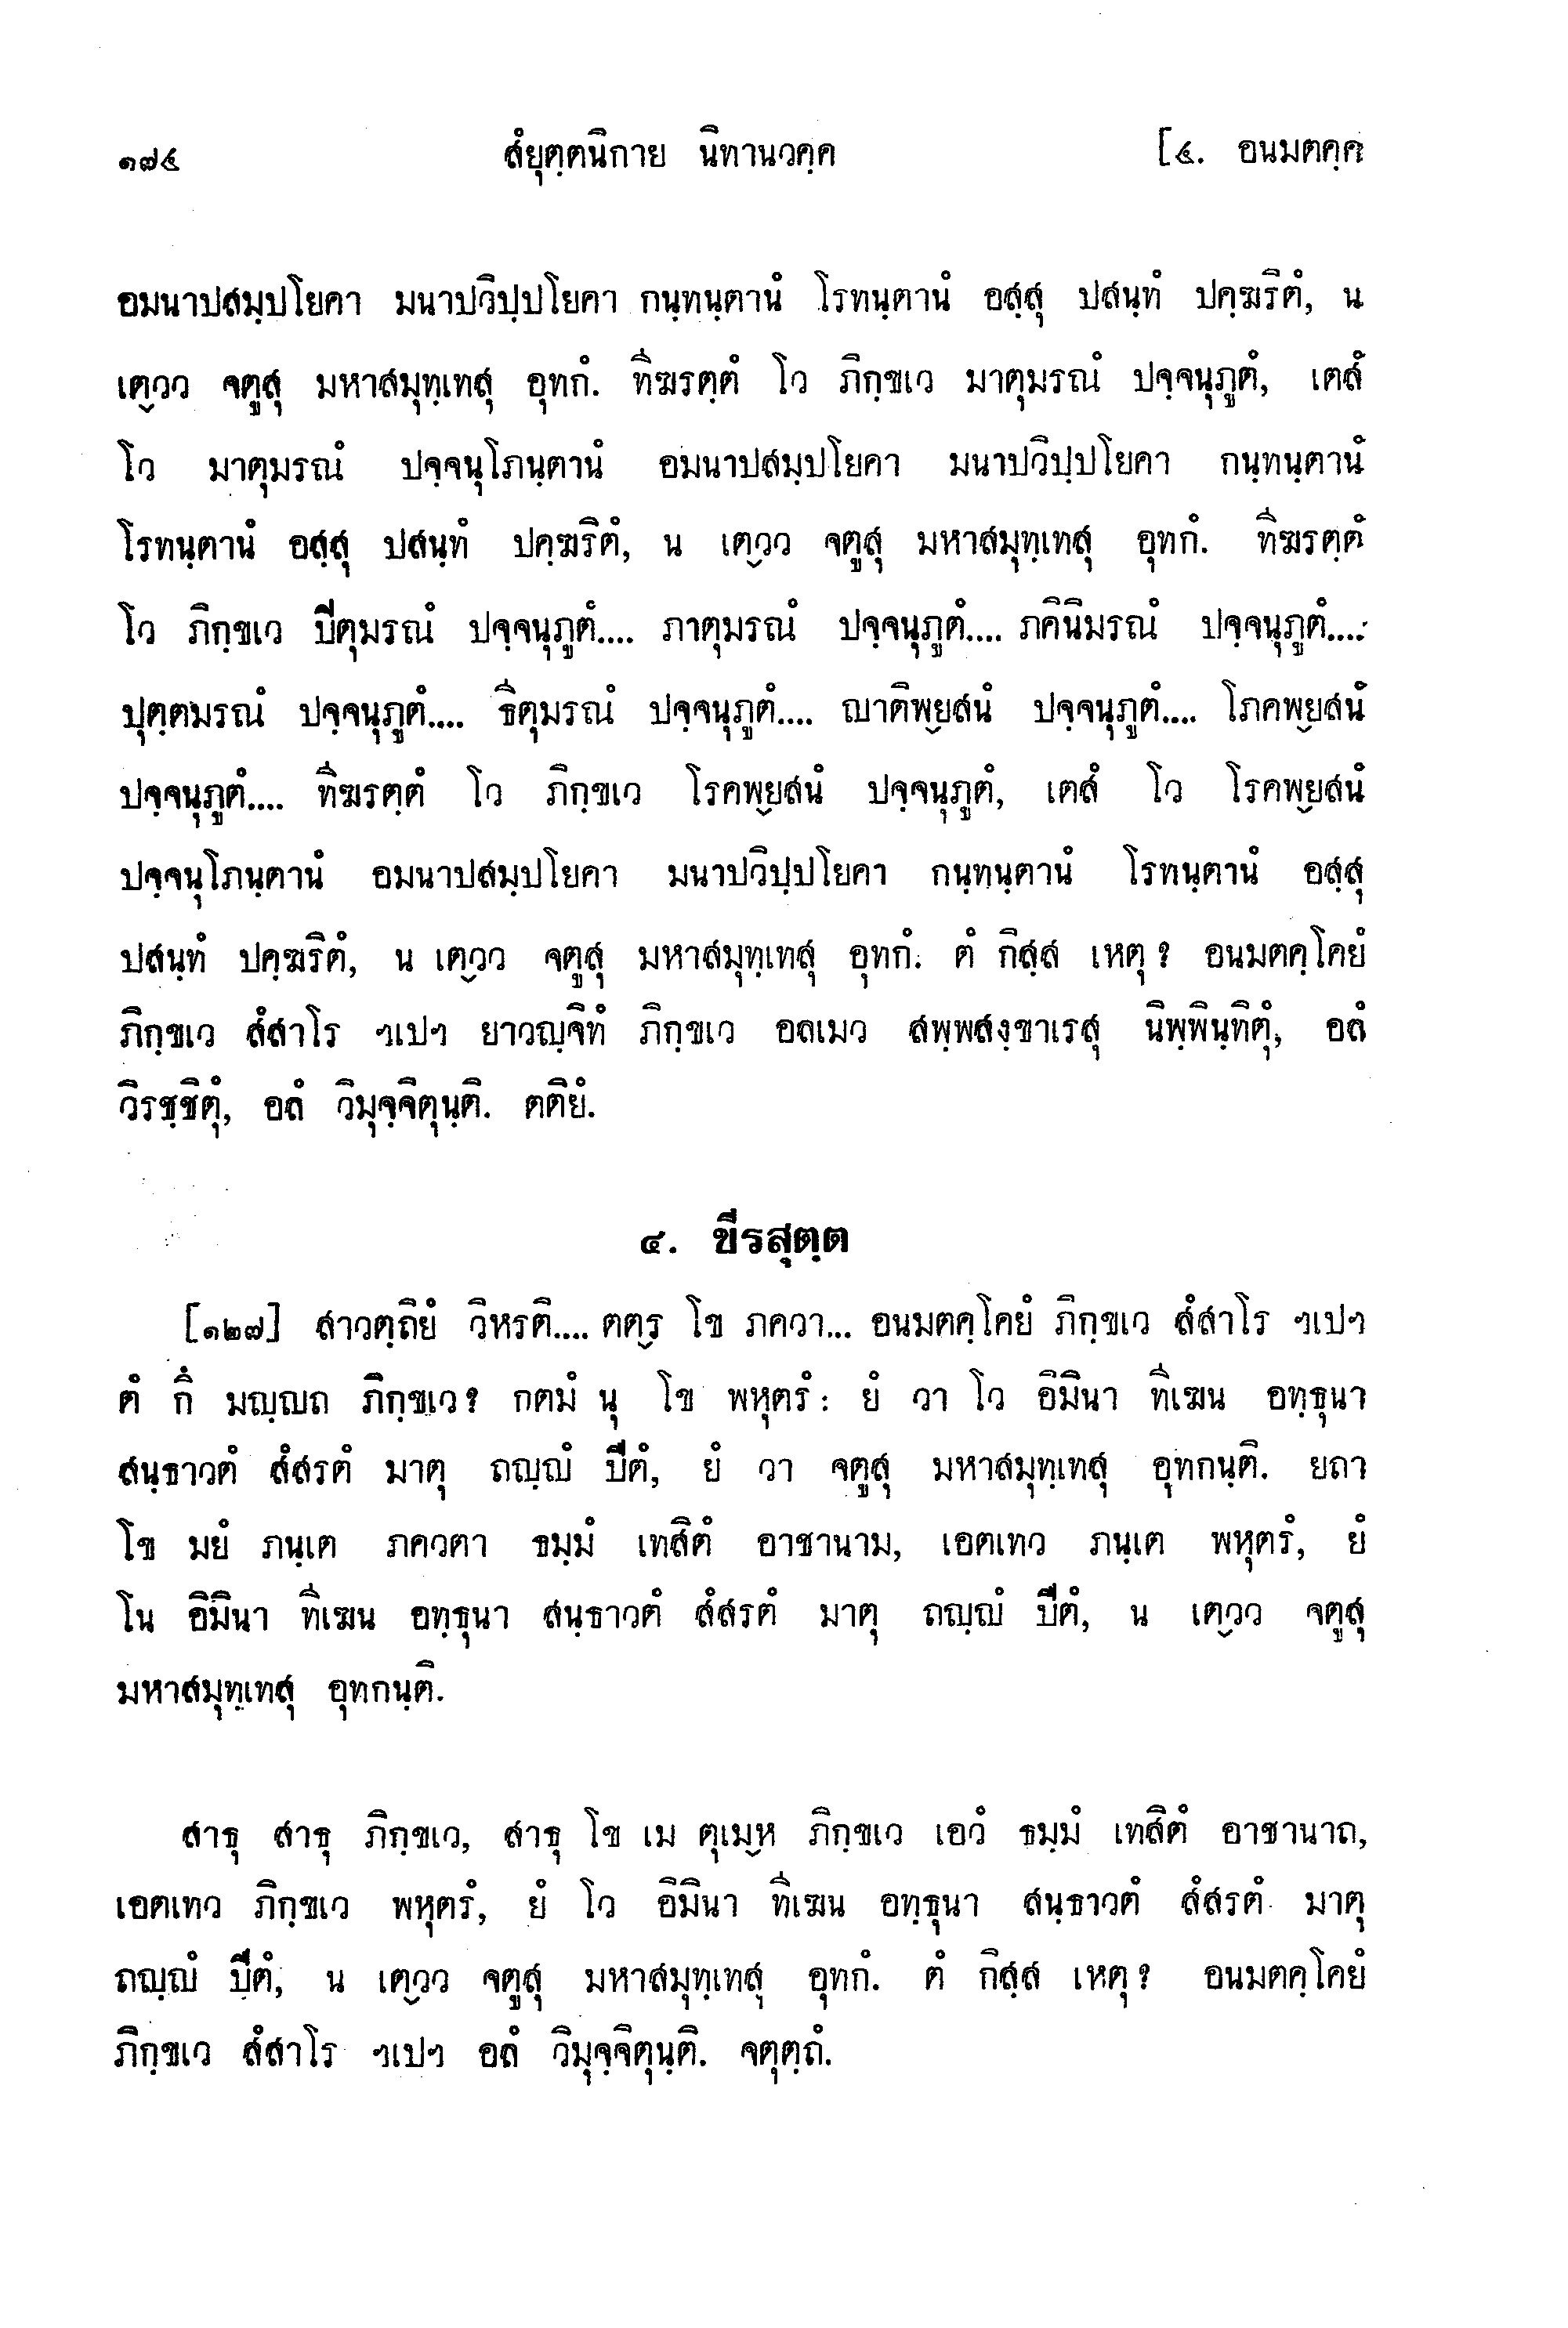 ๑๗๔ สํยุตฺตนิกาย นิทานวคฺค [๔. อนมตคฺค
อมนาปสมฺปโยคา มนาปวิปฺปโยคา กนฺทนฺตานํ โรทนฺตานํ อสฺสุ ปสนฺทํ ปคฺฆริตํ, น
เต๎วว จตูสุ มหาสมุทฺเทสุ อุทกํ. ทีฆรตฺตํ โว ภิกฺขเว มาตุมรณํ ปจฺจนุภูตํ, เตสํ
โว มาตุมรณํ ปจฺจนุโภนฺตานํ อมนาปสมฺปโยคา มนาปวิปฺปโยคา กนฺทนฺตานํ
โรทนฺตานํ อสฺสุ ปสนฺทํ ปคฺฆริตํ, น เต๎วว จตูสุ มหาสมุทฺเทสุ อุทกํ. ทีฆรตฺตํ
โว ภิกฺขเว ปีตุมรณํ ปจฺจนุภูตํ.... ภาตุมรณํ ปจฺจนุภูตํ.... ภคินิมรณํ ปจฺจนุภูตํ....
ปุตฺตมรณํ ปจฺจนุภูตํ.... ธีตุมรณํ ปจฺจนุภูตํ.... ญาติพ๎ยสนํ ปจฺจนุภูตํ.... โภคพ๎ยสนํ
ปจฺจนุภูตํ.... ทีฆรตฺตํ โว ภิกฺขเว โรคพ๎ยสนํ ปจฺจนุภูตํ, เตสํ โว โรคพ๎ยสนํ
ปจฺจนุโภนฺตานํ อมนาปสมฺปโยคา มนาปวิปฺปโยคา กนฺทนฺตานํ โรทนฺตานํ อสฺสุ
ปสนฺทํ ปคฺฆริตํ, น เต๎วว จตูสุ มหาสมุทฺเทสุ อุทกํ. ตํ กิสฺส เหตุ ? อนมตคฺโคยํ
ภิกฺขเว สํสาโร ฯเปฯ ยาวญฺจิทํ ภิกฺขเว อลเมว สพฺพสงฺขาเรสุ นิพฺพินฺทิตุํ, อลํ
วิรชฺชิตุํ, อลํ วิมุจฺจิตุนฺติ. ตติยํ.
๔. ขีรสุตฺต
[๑๒๗] สาวตฺถิยํ วิหรติ.... ตต๎ร โข ภควา... อนมตคฺโคยํ ภิกฺขเว สํสาโร ฯเปฯ
ตํ กึ มญฺญถ ภิกฺขเว ? กตมํ นุ โข พหุตรํ : ยํ วา โว อิมินา ทีเฆน อทฺธุนา
สนฺธาวตํ สํสรตํ มาตุ ถญฺญํ ปีตํ, ยํ วา จตูสุ มหาสมุทฺเทสุ อุทกนฺติ. ยถา
โข มยํ ภนฺเต ภควตา ธมฺมํ เทสิตํ อาชานาม, เอตเทว ภนฺเต พหุตรํ, ยํ
โน อิมินา ทีเฆน อทฺธุนา สนฺธาวตํ สํสรตํ มาตุ ถญฺญํ ปีตํ, น เต๎วว จตูสุ
มหาสมุทฺเทสุ อุทกนฺติ.
สาธุ สาธุ ภิกฺขเว, สาธุ โข เม ตุเม๎ห ภิกฺขเว เอวํ ธมฺมํ เทสิตํ อาชานาถ,
เอตเทว ภิกฺขเว พหุตรํ, ยํ โว อิมินา ทีเฆน อทฺธุนา สนฺธาวตํ สํสรตํ มาตุ
ถญฺญํ ปีตํ, น เต๎วว จตูสุ มหาสมุทฺเทสุ อุทกํ. ตํ กิสฺส เหตุ ? อนมตคฺโคยํ
ภิกฺขเว สํสาโร ฯเปฯ อลํ วิมุจฺจิตุนฺติ. จตุตฺถํ.